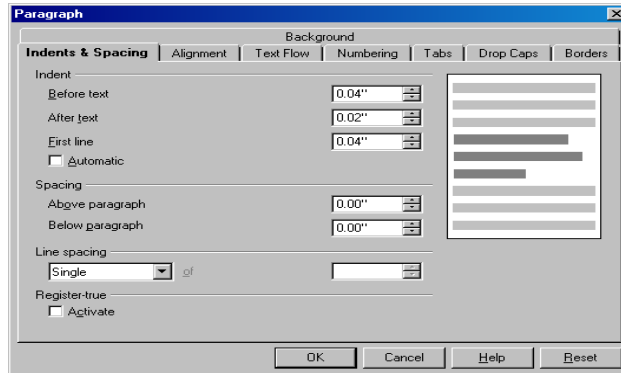 Paragraph
Background
Indents & Spacing Alignment Text Flow Numbering Tabs Drop Caps Borders
Indent
Before text 0.04"
After text 0.02"
First line 0.04"
Automatic
Spacing
Above paragraph 0.00"
Below paragraph 0.00"
Line spacing
Single of
Register-true
Activate
OK Cancel Help Reset